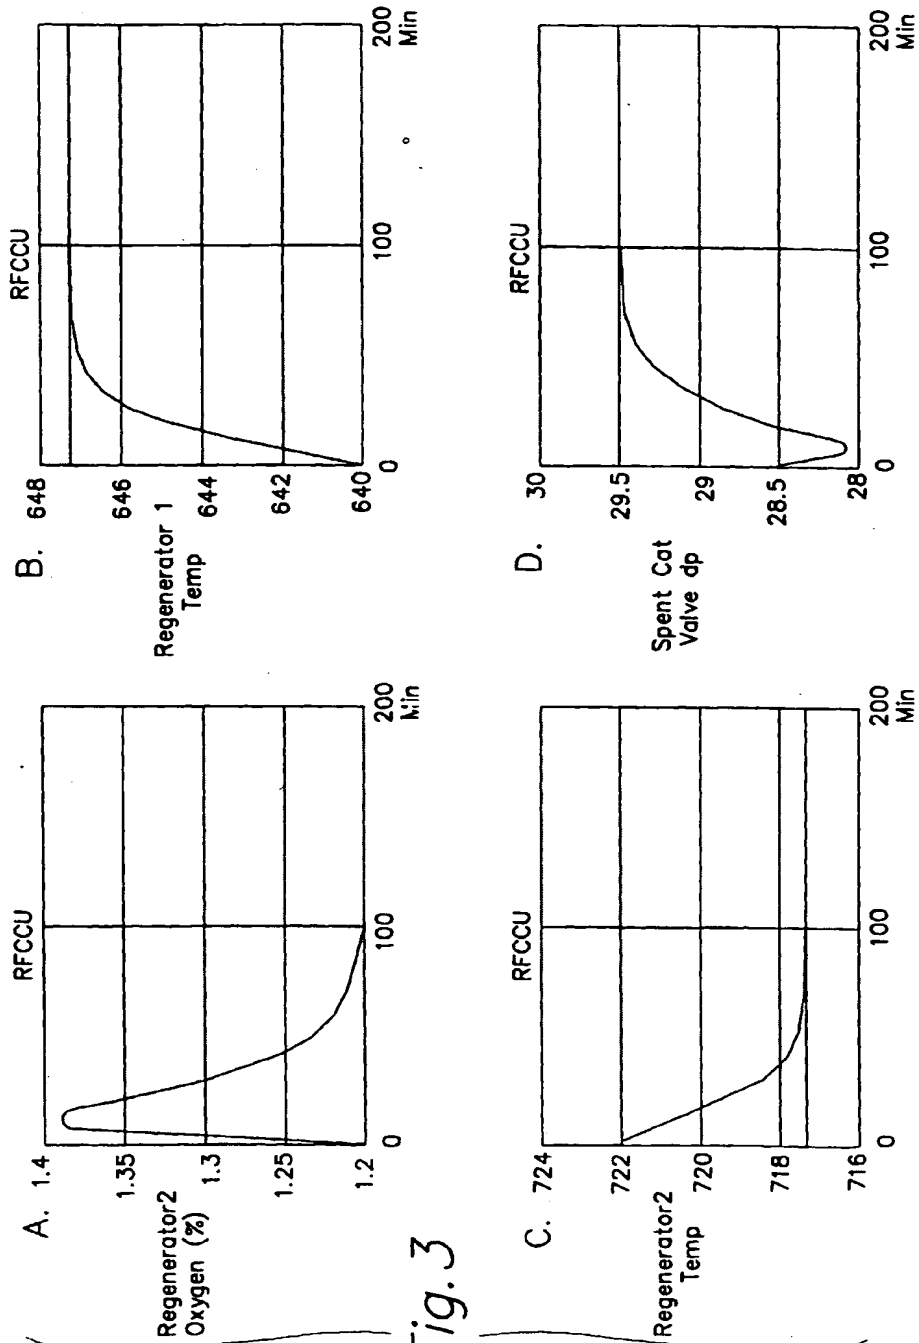 A.
RFCCU
Regenerator2
Oxygen (%)
1.4
1.35
1.3
1.25
1.2
0
100
200
Min
B.
RFCCU
Regenerator 1
Temp
648
646
644
642
640
0
100
200
Min
C.
RFCCU
Regenerator2
Temp
724
722
720
718
716
0
100
200
Min
D.
RFCCU
Spent Cat
Valve dp
30
29.5
29
28.5
28
0
100
200
Min
Fig. 3